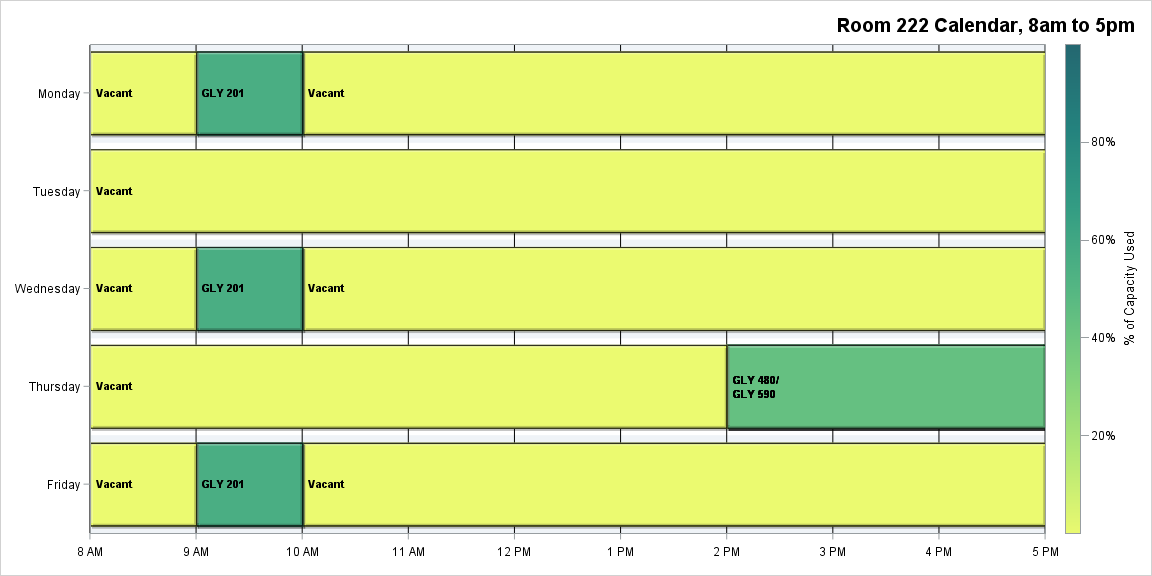 Room 222 Calendar, 8am to 5pm
Monday
Vacant
GLY 201
Vacant
Tuesday
Vacant
Wednesday
Vacant
GLY 201
Vacant
Thursday
Vacant
GLY 480/
GLY 590
Friday
Vacant
GLY 201
Vacant
8 AM
9 AM
10 AM
11 AM
12 PM
1 PM
2 PM
3 PM
4 PM
5 PM
80%
60%
40%
20%
% of Capacity Used